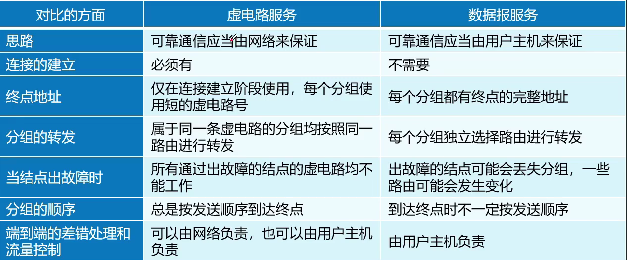 对比的方面 虚电路服务 数据报服务
思路 可靠通信应当由网络来保证 可靠通信应当由用户主机来保证
连接的建立 必须有 不需要
终点地址 仅在连接建立阶段使用，每个分组使用短的虚电路号 每个分组都有终点的完整地址
分组的转发 属于同一条虚电路的分组均按照同一路由进行转发 每个分组独立选择路由进行转发
当结点出故障时 所有通过出故障的结点的虚电路均不能工作 出故障的结点可能会丢失分组，一些路由可能会发生变化
分组的顺序 总是按发送顺序到达终点 到达终点时不一定按发送顺序
端到端的差错处理和流量控制 可以由网络负责，也可以由用户主机负责 由用户主机负责